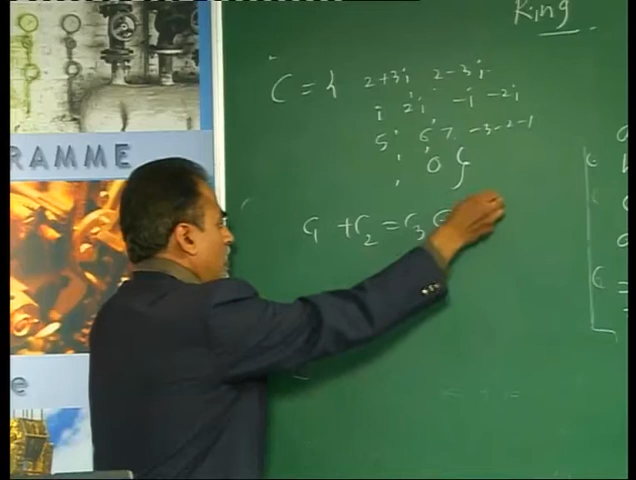 Ring
C = { 2+3i, 2-3i
i, 2i, -i -2i
5, 6, 7, -3 -2 -1
, 0 }
RAMME
C₁ + C₂ = C₃ C
C =
e